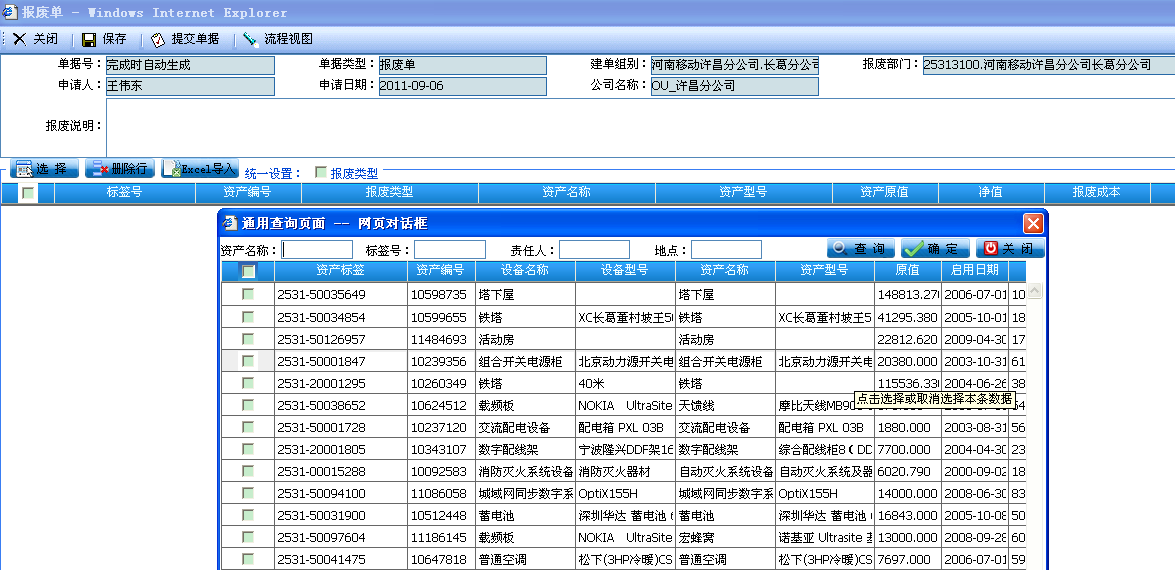 报废单 - Windows Internet Explorer
关闭 保存 提交单据 流程视图
单据号： 完成时自动生成 单据类型： 报废单 建单组别： 河南移动许昌分公司.长葛分公司 报废部门： 25313100.河南移动许昌分公司长葛分公司
申请人： 王伟东 申请日期： 2011-09-06 公司名称： OU_许昌分公司
报废说明：
选 择 删除行 Excel导入 统一设置： 报废类型
标签号 资产编号 报废类型 资产名称 资产型号 资产原值 净值 报废成本
通用查询页面 -- 网页对话框
资产名称： 标签号： 责任人： 地点： 查 询 确 定 关 闭
资产标签 资产编号 设备名称 设备型号 资产名称 资产型号 原值 启用日期
2531-50035649 10598735 塔下屋 塔下屋 148813.27 2006-07-01 10
2531-50034854 10599655 铁塔 XC长葛董村坡王50 铁塔 XC长葛董村坡王5 41295.380 2005-10-01 18
2531-50126957 11484693 活动房 活动房 22812.620 2009-04-30 17
2531-50001847 10239356 组合开关电源柜 北京动力源开关电 组合开关电源柜 北京动力源开关电 20380.000 2003-10-31 61
2531-20001295 10260349 铁塔 40米 铁塔 115536.33 2004-06-26 38
点击选择或取消选择本条数据
2531-50038652 10624512 载频板 NOKIA UltraSite 天馈线 摩比天线MB90 64
2531-50001728 10237120 交流配电设备 配电箱 PXL 03B 交流配电设备 配电箱 PXL 03B 1880.000 2003-08-31 56
2531-20001805 10343107 数字配线架 宁波隆兴DDF架16 数字配线架 综合配线柜8（DD 7700.000 2004-04-30 23
2531-00015288 10092583 消防灭火系统设备 消防灭火器材 自动灭火系统设备 自动灭火系统及器 6020.790 2000-09-02 18
2531-50094100 11086058 城域网同步数字系 OptiX155H 城域网同步数字系 OptiX155H 14000.000 2008-06-30 83
2531-50031900 10512448 蓄电池 深圳华达 蓄电池 蓄电池 深圳华达 蓄电池 16843.000 2005-10-08 50
2531-50097604 11186145 载频板 NOKIA UltraSite 宏蜂窝 诺基亚 Ultrasite 13000.000 2008-09-28 60
2531-50041475 10647818 普通空调 松下(3HP冷暖)CS 普通空调 松下(3HP冷暖)CS 7697.000 2006-07-01 59